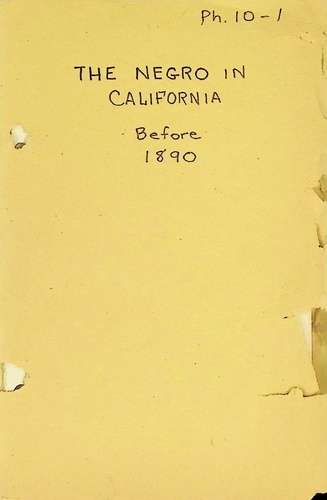 Ph. 10-1
THE NEGRO IN
CALIFORNIA
Before
1890